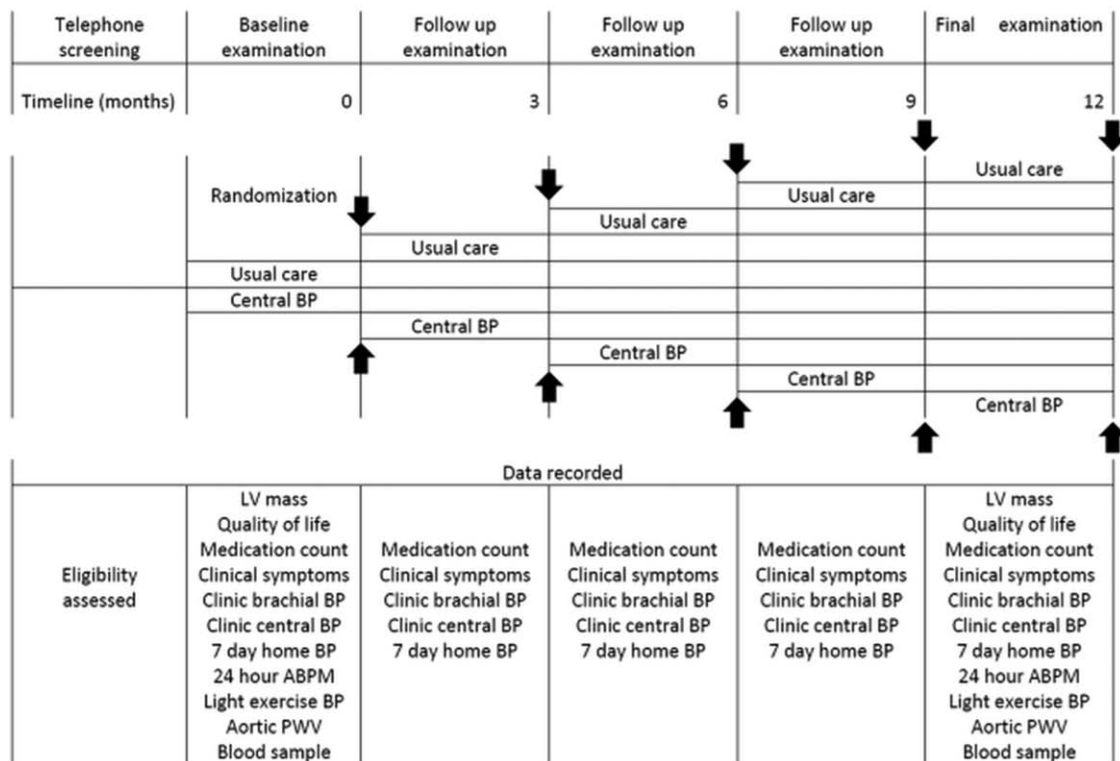 Telephone screening Baseline examination Follow up examination Follow up examination Follow up examination Final examination
Timeline (months) 0 3 6 9 12
Usual care
Randomization Usual care
Usual care
Usual care
Usual care
Central BP
Central BP
Central BP
Central BP
Central BP
Data recorded
LV mass LV mass
Quality of life Quality of life
Medication count Medication count Medication count Medication count Medication count
Eligibility assessed Clinical symptoms Clinical symptoms Clinical symptoms Clinical symptoms Clinical symptoms
Clinic brachial BP Clinic brachial BP Clinic brachial BP Clinic brachial BP Clinic brachial BP
Clinic central BP Clinic central BP Clinic central BP Clinic central BP Clinic central BP
7 day home BP 7 day home BP 7 day home BP 7 day home BP 7 day home BP
24 hour ABPM 24 hour ABPM
Light exercise BP Light exercise BP
Aortic PWV Aortic PWV
Blood sample Blood sample